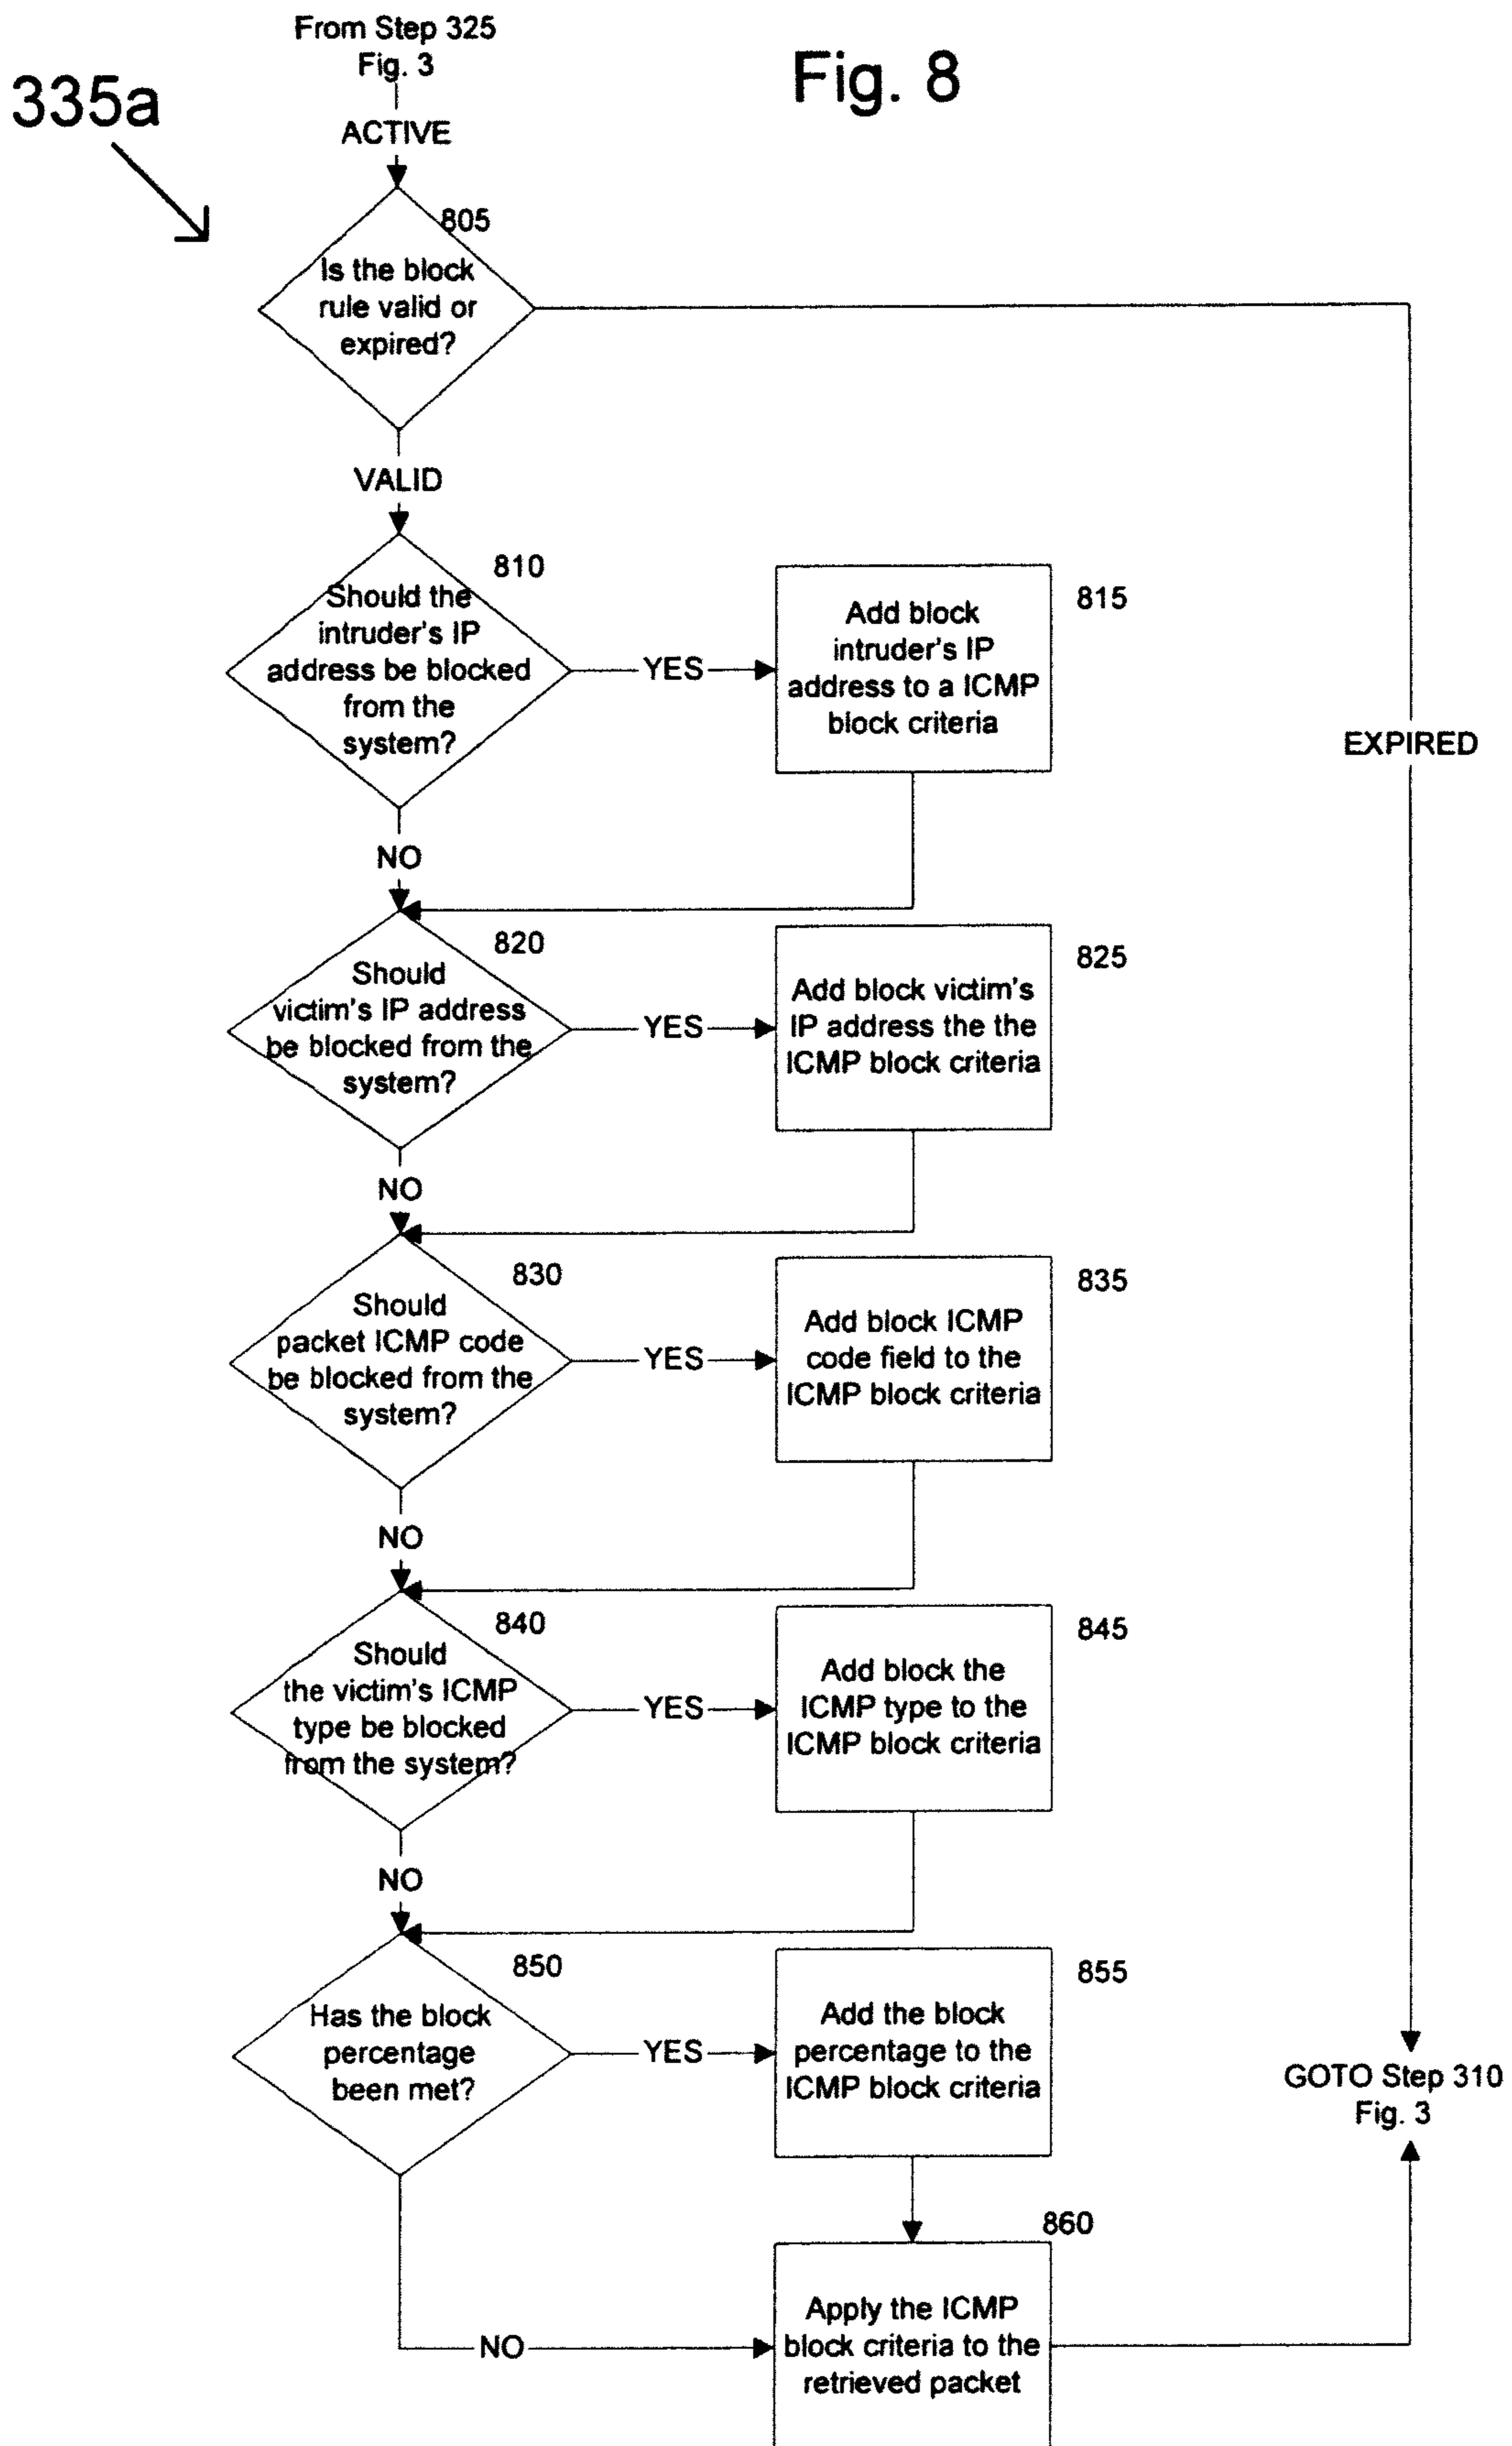 From Step 325
Fig. 3
Fig. 8
335a
ACTIVE
805
Is the block
rule valid or
expired?
VALID
810
Should the
intruder's IP
address be blocked
from the
system?
YES
815
Add block
intruder's IP
address to a ICMP
block criteria
EXPIRED
NO
820
Should
victim's IP address
be blocked from the
system?
YES
825
Add block victim's
IP address the the
ICMP block criteria
NO
830
Should
packet ICMP code
be blocked from the
system?
YES
835
Add block ICMP
code field to the
ICMP block criteria
NO
840
Should
the victim's ICMP
type be blocked
from the system?
YES
845
Add block the
ICMP type to the
ICMP block criteria
NO
850
Has the block
percentage
been met?
YES
855
Add the block
percentage to the
ICMP block criteria
GOTO Step 310
Fig. 3
860
Apply the ICMP
block criteria to the
retrieved packet
NO